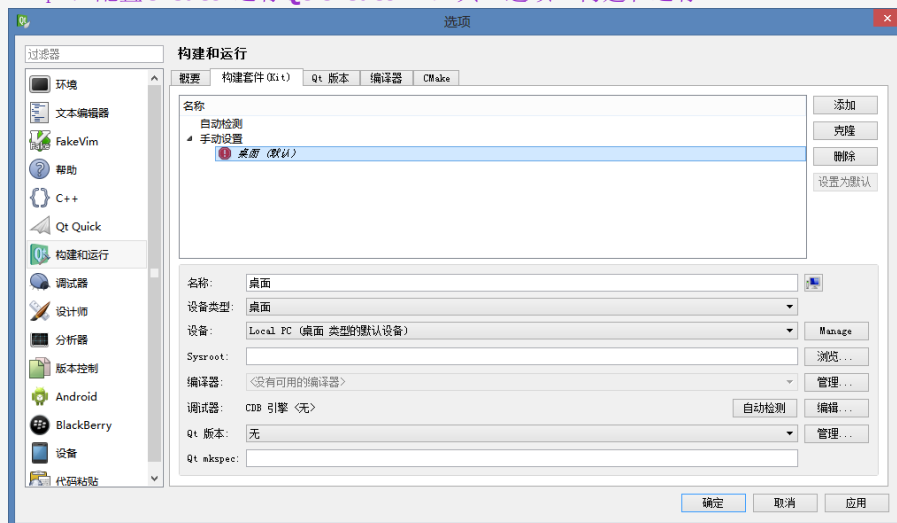 选项
过滤器
构建和运行
环境
文本编辑器
FakeVim
帮助
C++
Qt Quick
构建和运行
调试器
设计师
分析器
版本控制
Android
BlackBerry
设备
代码粘贴
概要 构建套件(Kit) Qt 版本 编译器 CMake
名称
自动检测
手动设置
桌面 (默认)
添加
克隆
删除
设置为默认
名称: 桌面
设备类型: 桌面
设备: Local PC (桌面 类型的默认设备) Manage
Sysroot: 浏览...
编译器: <没有可用的编译器> 管理...
调试器: CDB 引擎 <无> 自动检测 编辑...
Qt 版本: 无 管理...
Qt mkspec:
确定 取消 应用